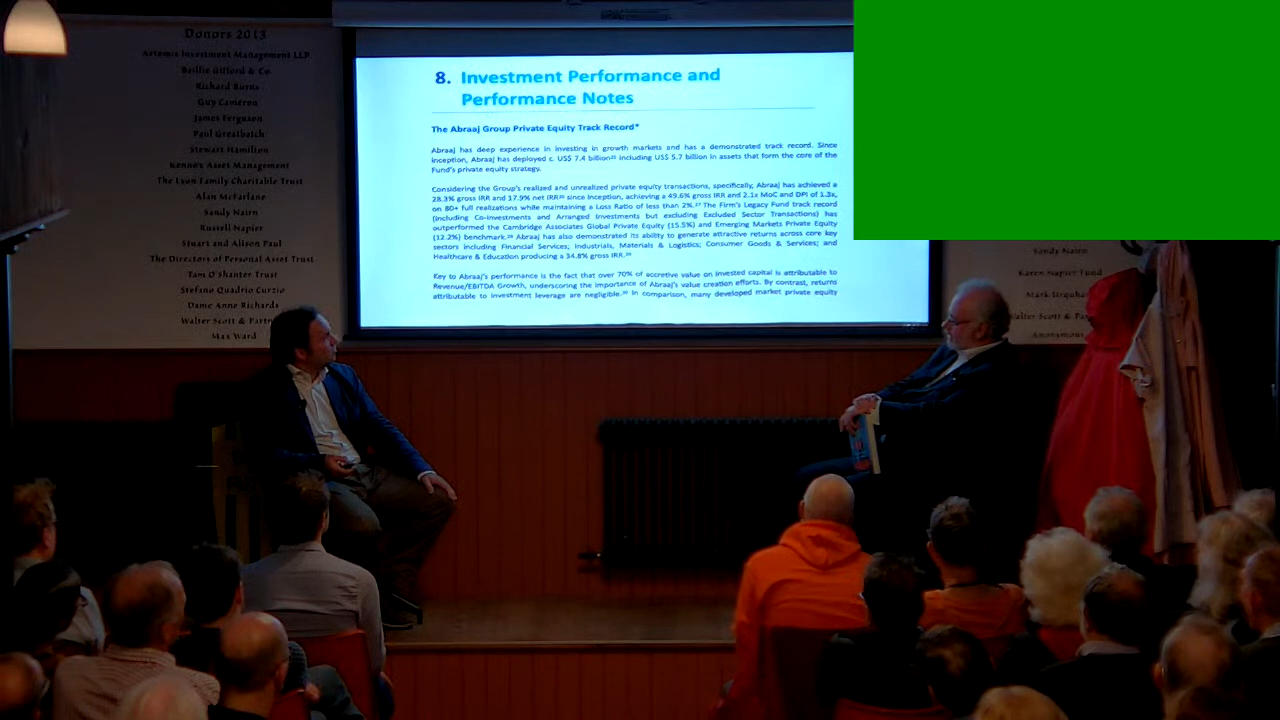 Donors 2013
Artemis Investment Management LLP
Baillie Gifford & Co
Richard Burns
Guy Cameron
James Ferguson
Paul Greatbatch
Stewart Hamilton
Kennox Asset Management
The Lyon Family Charitable Trust
Alan McFarlane
Sandy Nairn
Russell Napier
Stuart and Alison Paul
The Directors of Personal Asset Trust
Tam O'Shanter Trust
Stefano Quadrio Curzio
Dame Anne Richards
Walter Scott & Partn
Max Ward
8. Investment Performance and
Performance Notes
The Abraaj Group Private Equity Track Record*
Abraaj has deep experience in investing in growth markets and has a demonstrated track record. Since
inception, Abraaj has deployed c. US$ 7.4 billion²⁵ including US$ 5.7 billion in assets that form the core of the
Fund's private equity strategy.
Considering the Group's realized and unrealized private equity transactions, specifically, Abraaj has achieved a
28.3% gross IRR and 17.9% net IRR²⁶ since inception, achieving a 49.6% gross IRR and 2.1x MoC and DPI of 1.3x,
on 80+ full realizations while maintaining a Loss Ratio of less than 2%.²⁷ The Firm's Legacy Fund track record
(including Co-investments and Arranged Investments but excluding Excluded Sector Transactions) has
outperformed the Cambridge Associates Global Private Equity (15.5%) and Emerging Markets Private Equity
(12.2%) benchmark.²⁸ Abraaj has also demonstrated its ability to generate attractive returns across core key
sectors including Financial Services; Industrials, Materials & Logistics; Consumer Goods & Services; and
Healthcare & Education producing a 34.8% gross IRR.²⁹
Key to Abraaj's performance is the fact that over 70% of accretive value on invested capital is attributable to
Revenue/EBITDA Growth, underscoring the importance of Abraaj's value creation efforts. By contrast, returns
attributable to investment leverage are negligible.³⁰ In comparison, many developed market private equity
Sandy Nairn
Karen Napier Fund
Mark Urquhar
Walter Scott & Par
Anonymous